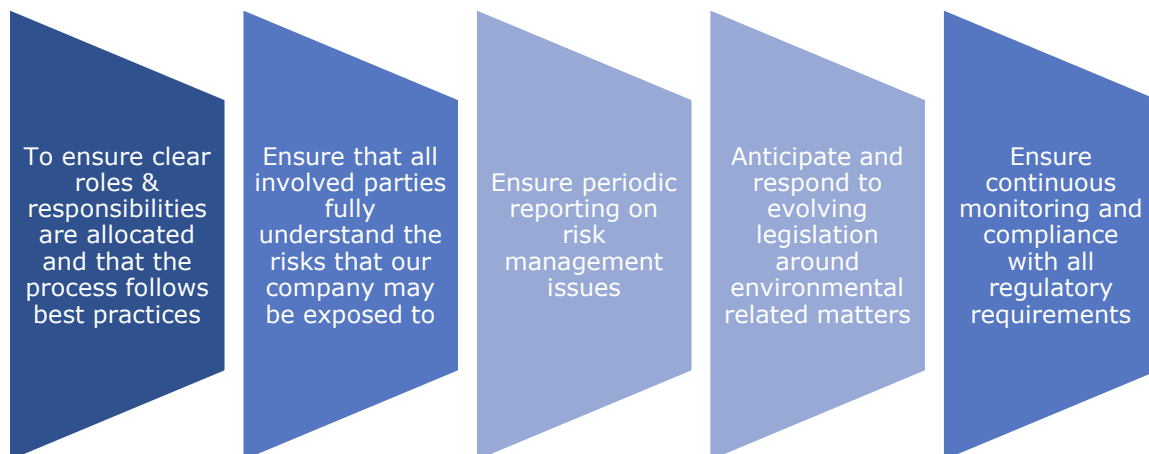 To ensure clear
roles &
responsibilities
are allocated
and that the
process follows
best practices
Ensure that all
involved parties
fully
understand the
risks that our
company may
be exposed to
Ensure periodic
reporting on
risk
management
issues
Anticipate and
respond to
evolving
legislation
around
environmental
related matters
Ensure
continuous
monitoring and
compliance
with all
regulatory
requirements